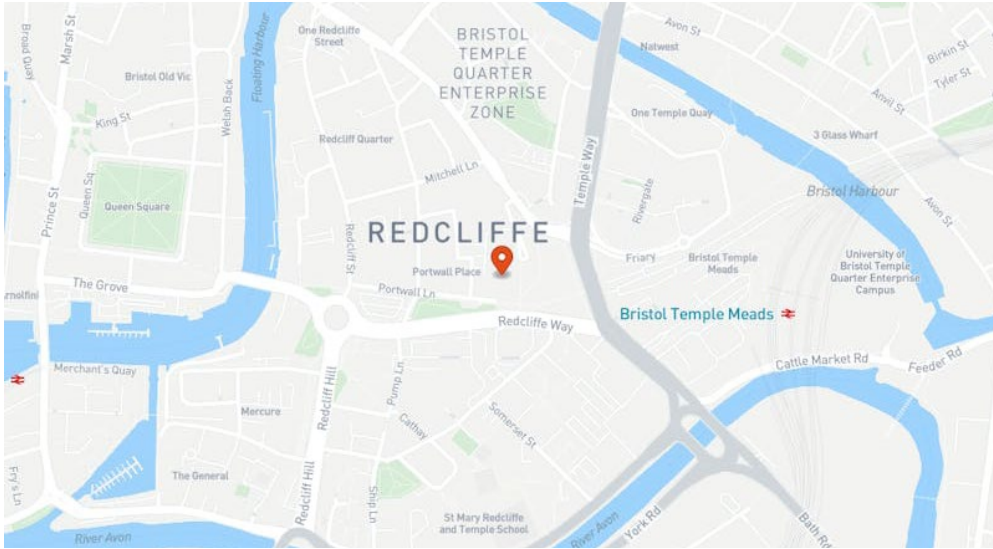 Broad Quay
Marsh St
Bristol Old Vic
King St
Welsh Back
Floating Harbour
One Redcliffe
Street
BRISTOL
TEMPLE
QUARTER
ENTERPRISE
ZONE
Avon St
Natwest
Birkin St
Tyler St
Anvil St
One Temple Quay
3 Glass Wharf
Redcliff Quarter
Mitchell Ln
Temple Way
Rivergate
Bristol Harbour
Avon St
Queen Sq
Queen Square
Prince St
REDCLIFFE
Redcliff St
Portwall Place
Friary
Bristol Temple
Meads
University of
Bristol Temple
Quarter Enterprise
Campus
The Grove
Portwall Ln
rnolfini
Redcliffe Way
Bristol Temple Meads
Cattle Market Rd
Feeder Rd
Merchant's Quay
Mercure
Redcliff Hill
Pump Ln
Cathay
Somerset St
The General
Fry's Ln
Redcliff Hill
Ship Ln
St Mary Redcliffe
and Temple School
River Avon
River Avon
York Rd
Bath Rd